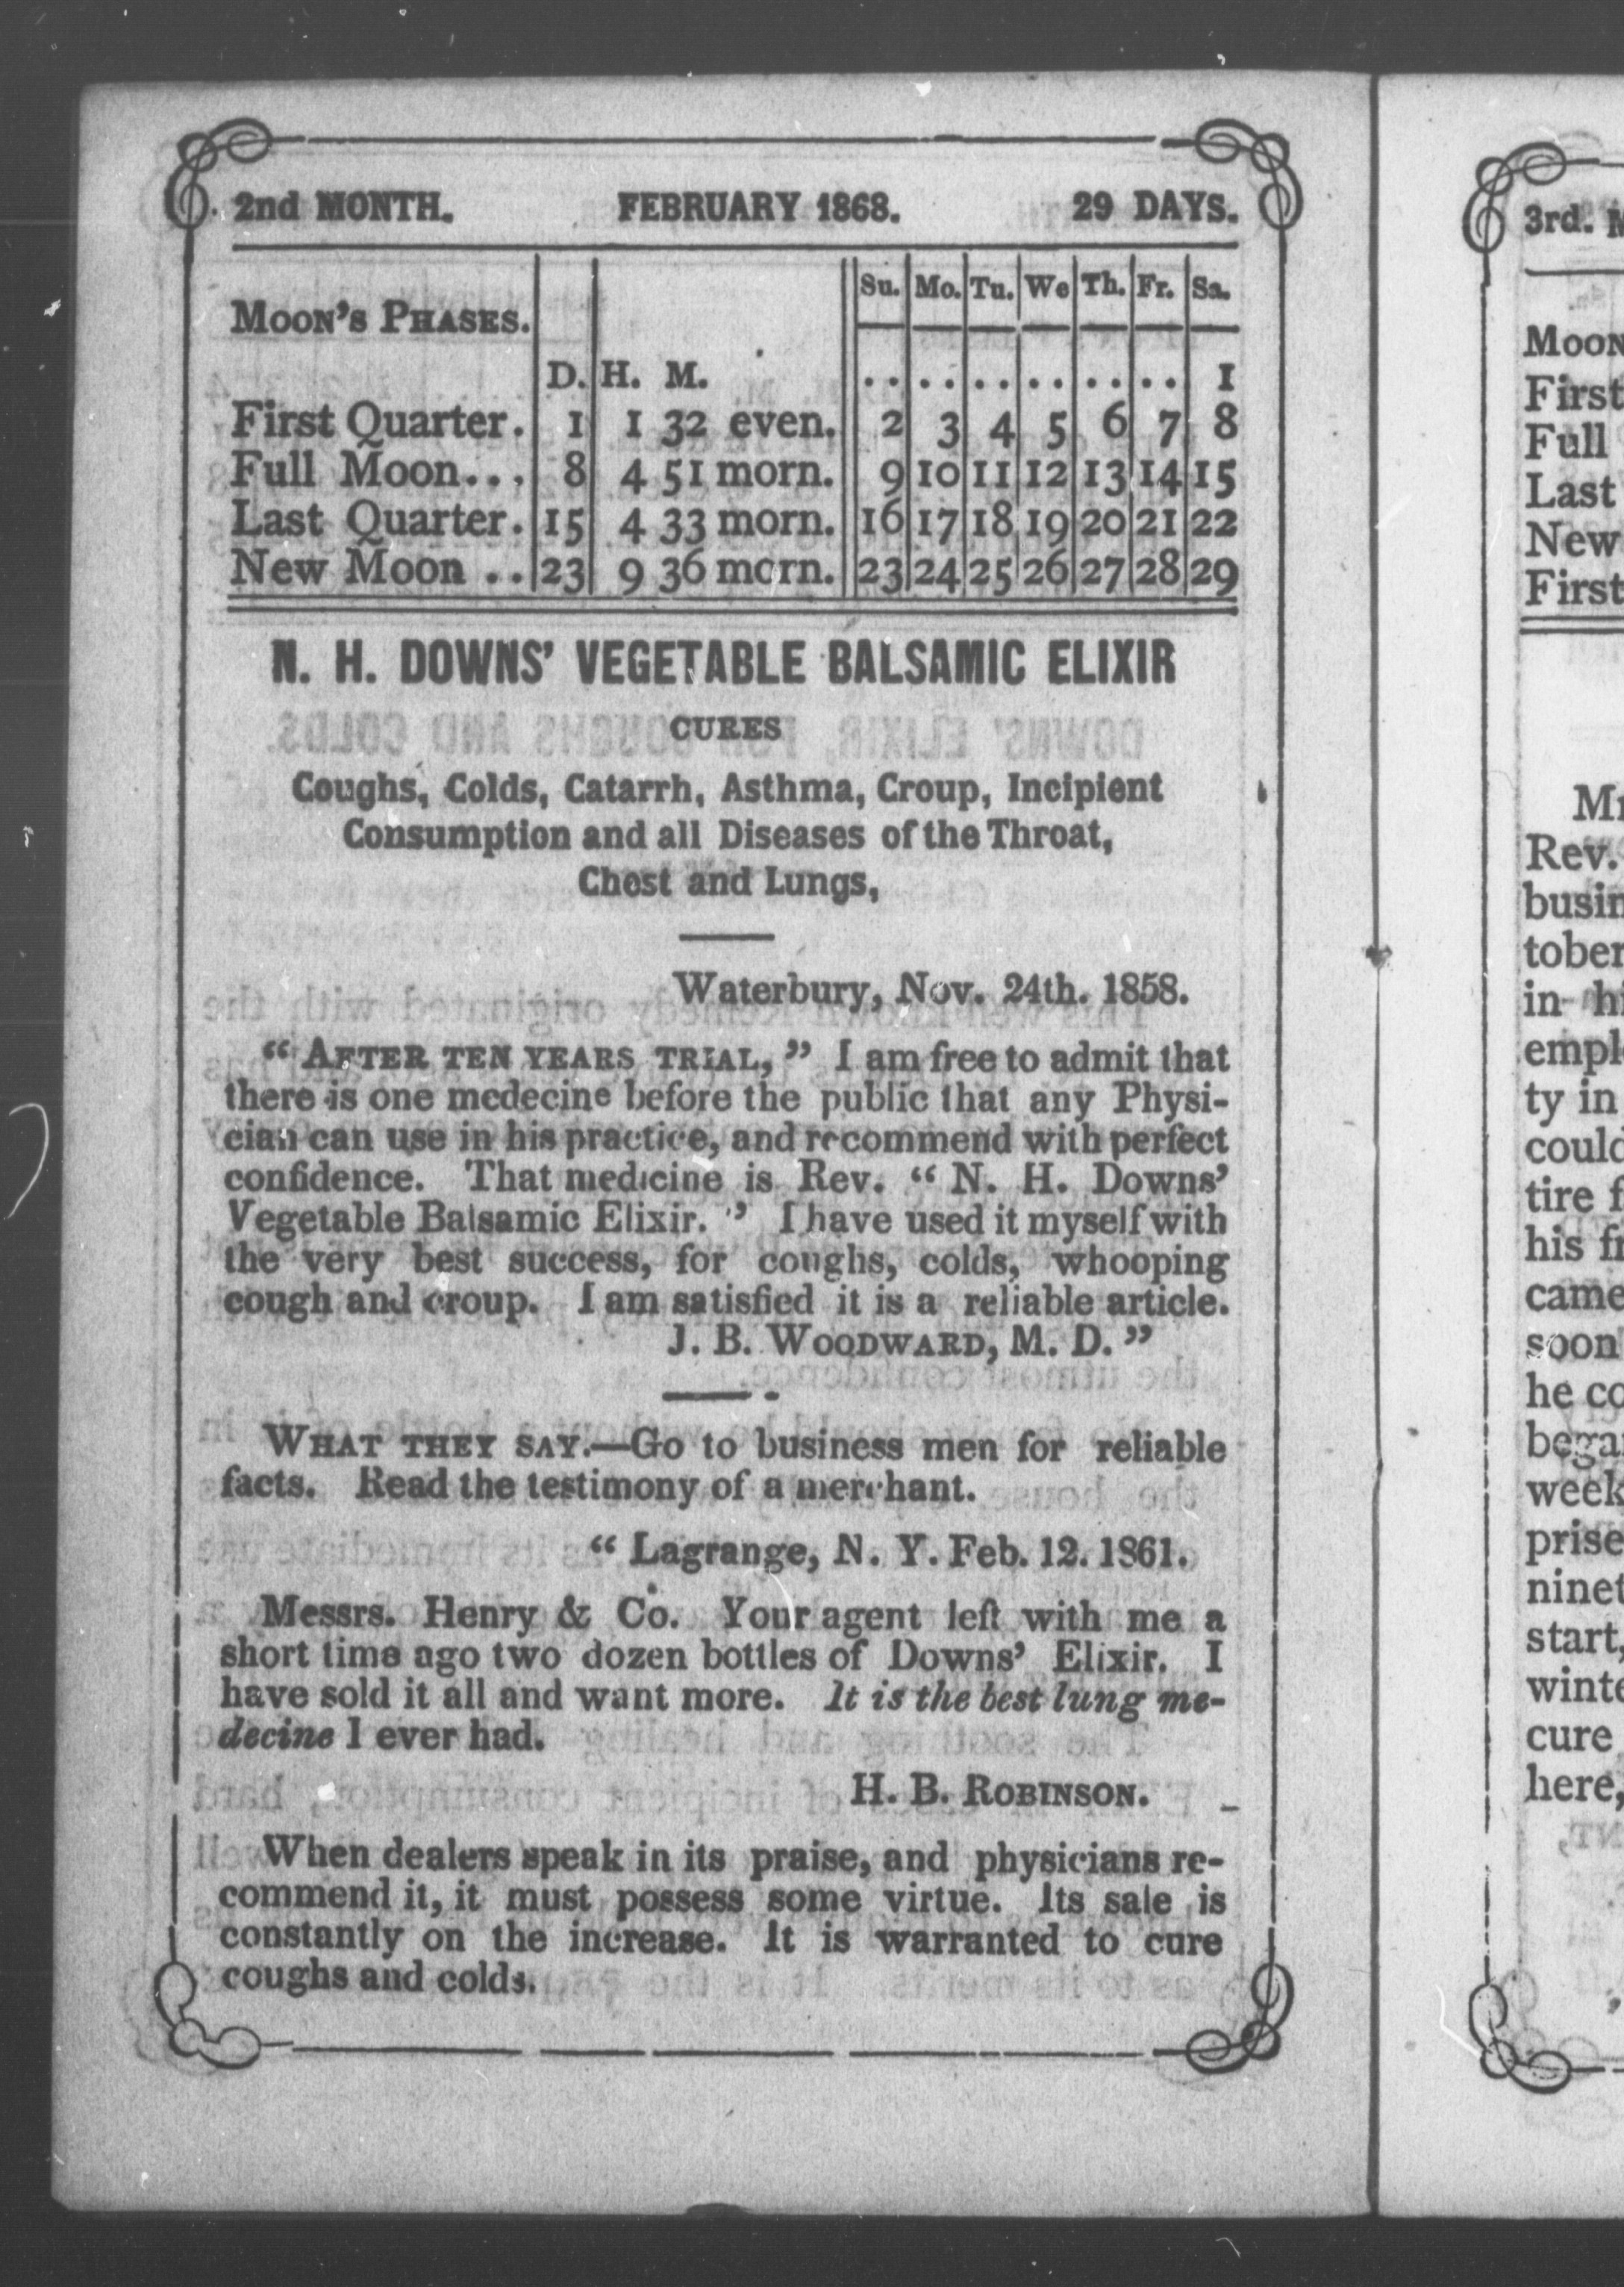 2nd MONTH. FEBRUARY 1868. 29 DAYS.
Su. Mo. Tu. We Th. Fr. Sa.
MOON'S PHASES.
D. H. M. .. .. .. .. .. .. 1
First Quarter. 1 1 32 even. 2 3 4 5 6 7 8
Full Moon... 8 4 51 morn. 9 10 11 12 13 14 15
Last Quarter. 15 4 33 morn. 16 17 18 19 20 21 22
New Moon .. 23 9 36 morn. 23 24 25 26 27 28 29
N. H. DOWNS' VEGETABLE BALSAMIC ELIXIR
CURES
Coughs, Colds, Catarrh, Asthma, Croup, Incipient
Consumption and all Diseases of the Throat,
Chest and Lungs,
Waterbury, Nov. 24th. 1858.
" AFTER TEN YEARS TRIAL, " I am free to admit that
there is one medecine before the public that any Physi-
cian can use in his practice, and recommend with perfect
confidence. That medicine is Rev. " N. H. Downs'
Vegetable Balsamic Elixir. " I have used it myself with
the very best success, for coughs, colds, whooping
cough and croup. I am satisfied it is a reliable article.
J. B. WOODWARD, M. D. "
WHAT THEY SAY.—Go to business men for reliable
facts. Read the testimony of a merchant.
" Lagrange, N. Y. Feb. 12. 1861.
Messrs. Henry & Co. Your agent left with me a
short time ago two dozen bottles of Downs' Elixir. I
have sold it all and want more. It is the best lung me-
decine I ever had.
H. B. ROBINSON.
When dealers speak in its praise, and physicians re-
commend it, it must possess some virtue. Its sale is
constantly on the increase. It is warranted to cure
coughs and colds.
3rd.
MOON
First
Full
Last
New
First
Rev.
busin
tober
in hi
emplo
ty in
could
tire f
his fr
came
soon
he co
began
week
prise
ninet
start,
winte
cure
here,